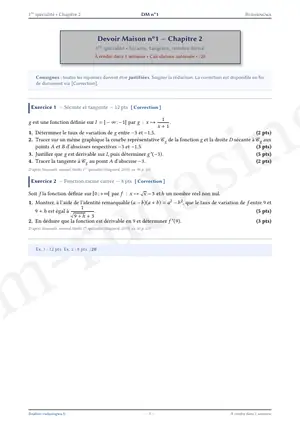 1ère spécialité • Chapitre 2
DM n°1
Devoir Maison n°1 – Chapitre 2
1ère spécialité • Sécante, tangente, nombre dérivé
À rendre dans 1 semaine • Calculatrice autorisée • /20
Consignes : toutes les réponses doivent être justifiées. Soignez la rédaction. La correction est disponible en fin de document via [Correction].
Exercice 1 – Sécante et tangente – 12 pts [ Correction ]
g est une fonction définie sur I = ]−∞; −1[ par g : x ↦ 1/(x + 1).
1. Déterminer le taux de variation de g entre −3 et −1,5. (2 pts)
2. Tracer sur un même graphique la courbe représentative 𝒞g de la fonction g et la droite D sécante à 𝒞g aux
points A et B d'abscisses respectives −3 et −1,5 (3 pts)
3. Justifier que g est dérivable sur I, puis déterminer g′(−3). (5 pts)
4. Tracer la tangente à 𝒞g au point A d'abscisse −3. (2 pts)
Exercice 2 – Fonction racine carrée – 8 pts [ Correction ]
Soit f la fonction définie sur [0 ; +∞[ par f : x ↦ √x − 3 et h un nombre réel non nul.
1. Montrer, à l'aide de l'identité remarquable (a − b)(a + b) = a² − b², que le taux de variation de f entre 9 et
9 + h est égal à 1/(√(9 + h) + 3) (5 pts)
2. En déduire que la fonction est dérivable en 9 et déterminer f′(9). (3 pts)
Ex. 1 : 12 pts Ex. 2 : 8 pts /20